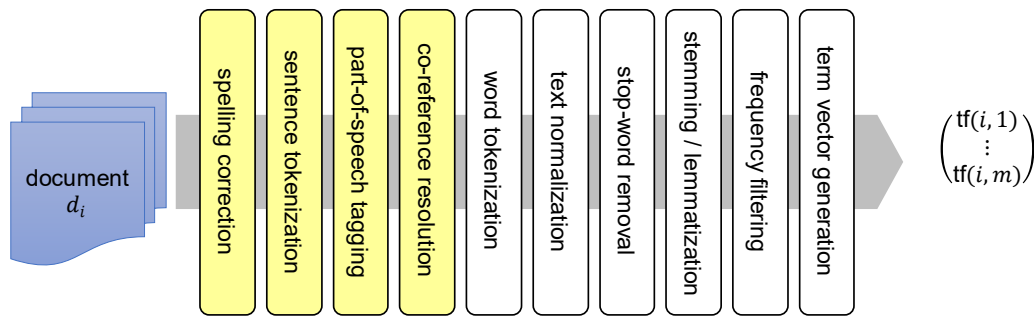 document
d_i
spelling correction
sentence tokenization
part-of-speech tagging
co-reference resolution
word tokenization
text normalization
stop-word removal
stemming / lemmatization
frequency filtering
term vector generation
tf(i, 1)
⋮
tf(i, m)